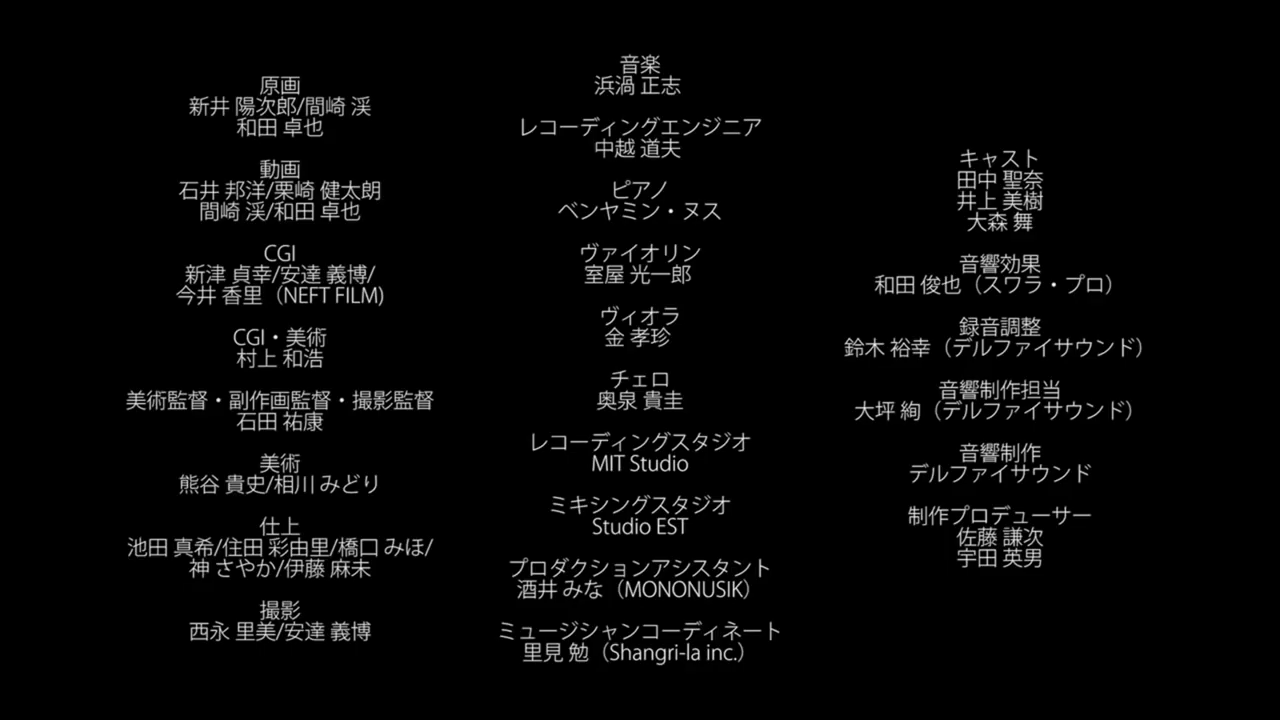 原画
新井 陽次郎/間崎 渓
和田 卓也
動画
石井 邦洋/栗崎 健太朗
間崎 渓/和田 卓也
CGI
新津 貞幸/安達 義博/
今井 香里（NEFT FILM)
CGI・美術
村上 和浩
美術監督・副作画監督・撮影監督
石田 祐康
美術
熊谷 貴史/相川 みどり
仕上
池田 真希/住田 彩由里/橋口 みほ/
神 さやか/伊藤 麻未
撮影
西永 里美/安達 義博
音楽
浜渦 正志
レコーディングエンジニア
中越 道夫
ピアノ
ベンヤミン・ヌス
ヴァイオリン
室屋 光一郎
ヴィオラ
金 孝珍
チェロ
奥泉 貴圭
レコーディングスタジオ
MIT Studio
ミキシングスタジオ
Studio EST
プロダクションアシスタント
酒井 みな（MONONUSIK）
ミュージシャンコーディネート
里見 勉（Shangri-la inc.）
キャスト
田中 聖奈
井上 美樹
大森 舞
音響効果
和田 俊也（スワラ・プロ）
録音調整
鈴木 裕幸（デルファイサウンド）
音響制作担当
大坪 絢（デルファイサウンド）
音響制作
デルファイサウンド
制作プロデューサー
佐藤 謙次
宇田 英男